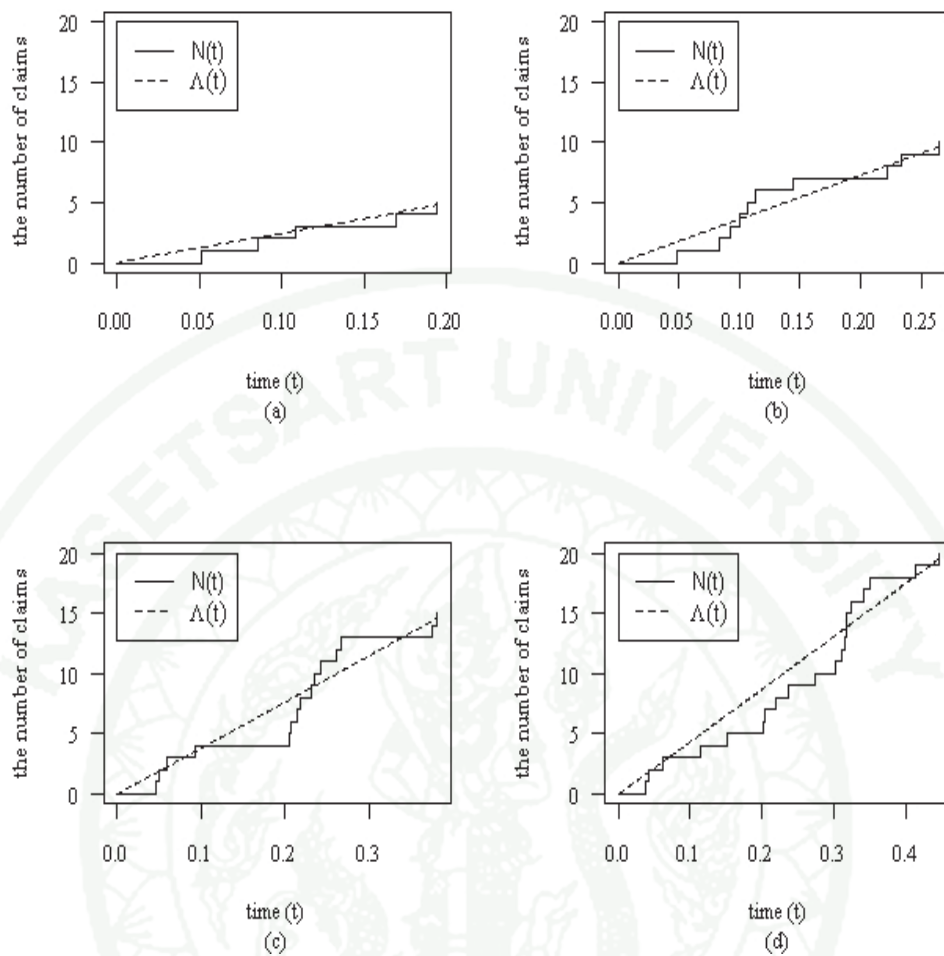 20
15
10
5
0
the number of claims
N(t)
Λ(t)
0.00 0.05 0.10 0.15 0.20
time (t)
(a)
20
15
10
5
0
the number of claims
N(t)
Λ(t)
0.00 0.05 0.10 0.15 0.20 0.25
time (t)
(b)
20
15
10
5
0
the number of claims
N(t)
Λ(t)
0.0 0.1 0.2 0.3
time (t)
(c)
20
15
10
5
0
the number of claims
N(t)
Λ(t)
0.0 0.1 0.2 0.3 0.4
time (t)
(d)
KASETSART UNIVERSITY